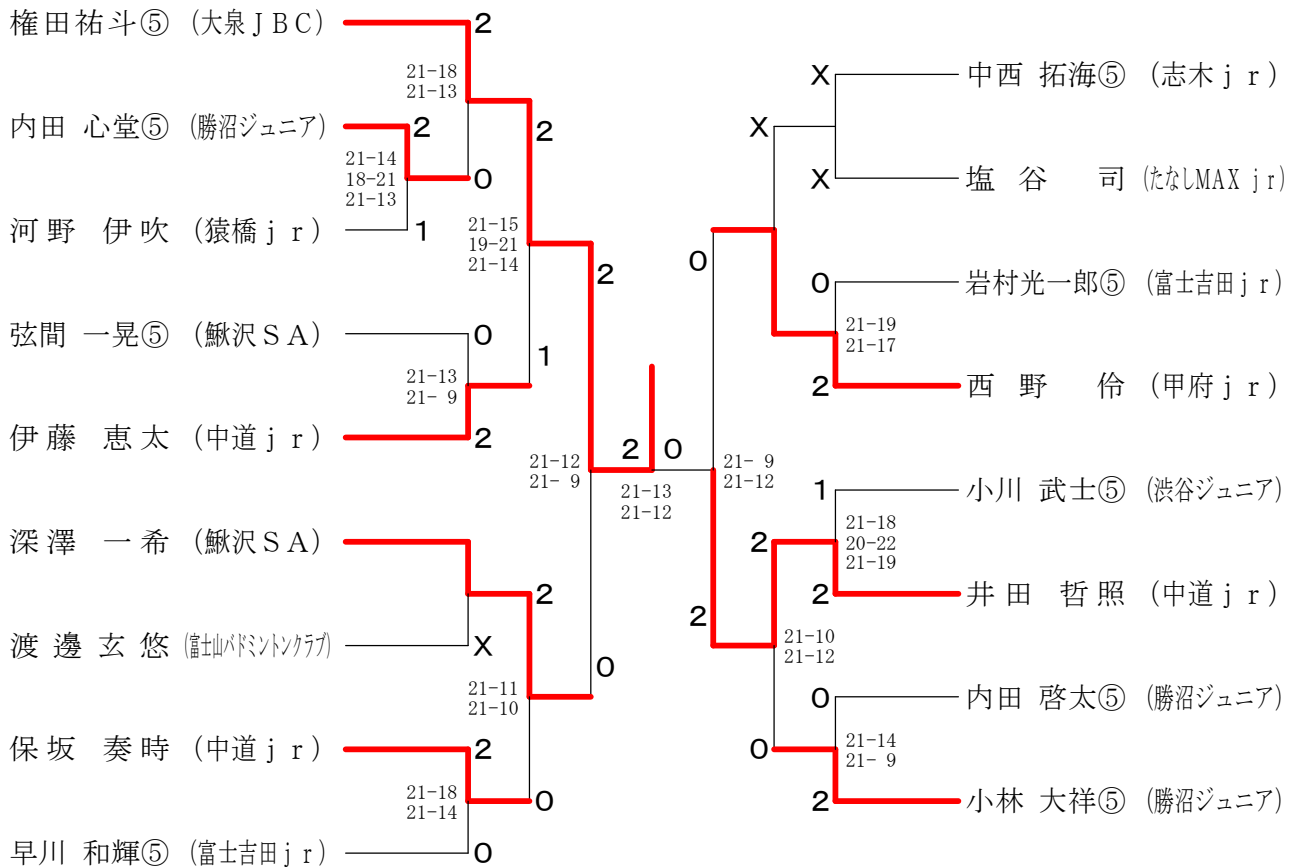 権田祐斗⑤ (大泉JBC)
2
21-18
21-13
内田 心堂⑤ (勝沼ジュニア)
2
2
21-14
18-21
21-13
0
河野 伊吹 (猿橋jr)
1
21-15
19-21
21-14
2
弦間 一晃⑤ (鰍沢SA)
0
1
21-13
21- 9
伊藤 恵太 (中道jr)
2
21-12
21- 9
2
0
21-13
21-12
深澤 一希 (鰍沢SA)
2
渡邊玄悠 (富士山バドミントンクラブ)
X
0
21-11
21-10
保坂 奏時 (中道jr)
2
21-18
21-14
0
早川 和輝⑤ (富士吉田jr)
0
X
中西 拓海⑤ (志木jr)
X
X
塩谷 司 (たなしMAX jr)
0
0
岩村光一郎⑤ (富士吉田jr)
21-19
21-17
2
西野 伶 (甲府jr)
21- 9
21-12
1
小川 武士⑤ (渋谷ジュニア)
21-18
20-22
21-19
2
2
井田 哲照 (中道jr)
2
21-10
21-12
0
内田 啓太⑤ (勝沼ジュニア)
21-14
21- 9
0
2
小林 大祥⑤ (勝沼ジュニア)